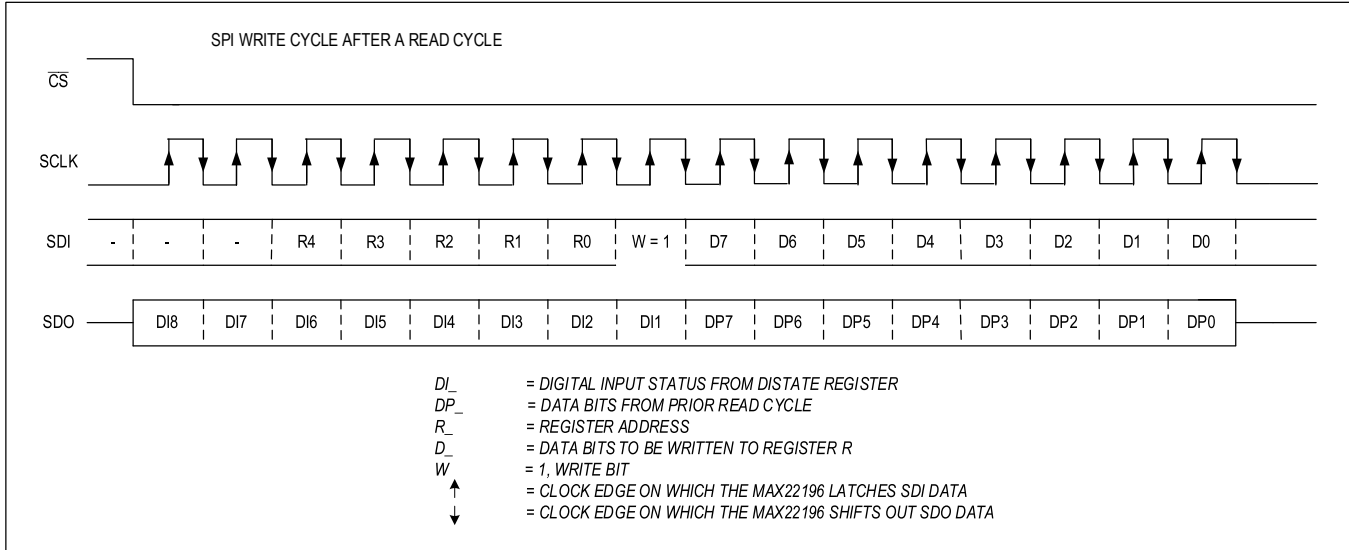 SPI WRITE CYCLE AFTER A READ CYCLE
CS
SCLK
SDI - - - R4 R3 R2 R1 R0 W = 1 D7 D6 D5 D4 D3 D2 D1 D0
SDO DI8 DI7 DI6 DI5 DI4 DI3 DI2 DI1 DP7 DP6 DP5 DP4 DP3 DP2 DP1 DP0
DI_ = DIGITAL INPUT STATUS FROM DISTATE REGISTER
DP_ = DATA BITS FROM PRIOR READ CYCLE
R_ = REGISTER ADDRESS
D_ = DATA BITS TO BE WRITTEN TO REGISTER R
W = 1, WRITE BIT
↑ = CLOCK EDGE ON WHICH THE MAX22196 LATCHES SDI DATA
↓ = CLOCK EDGE ON WHICH THE MAX22196 SHIFTS OUT SDO DATA